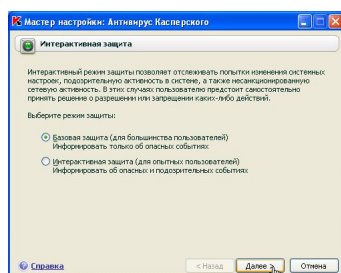 Мастер настройки: Антивирус Касперского
Интерактивная защита
Интерактивный режим защиты позволяет отслеживать попытки изменения системных
настроек, подозрительную активность в системе, а также несанкционированную
сетевую активность. В этих случаях пользователю предстоит самостоятельно
принять решение о разрешении или запрещении каких-либо действий.
Выберите режим защиты:
Базовая защита (для большинства пользователей)
Информировать только об опасных событиях
Интерактивная защита (для опытных пользователей)
Информировать об опасных и подозрительных событиях
Справка
< Назад
Далее >
Отмена